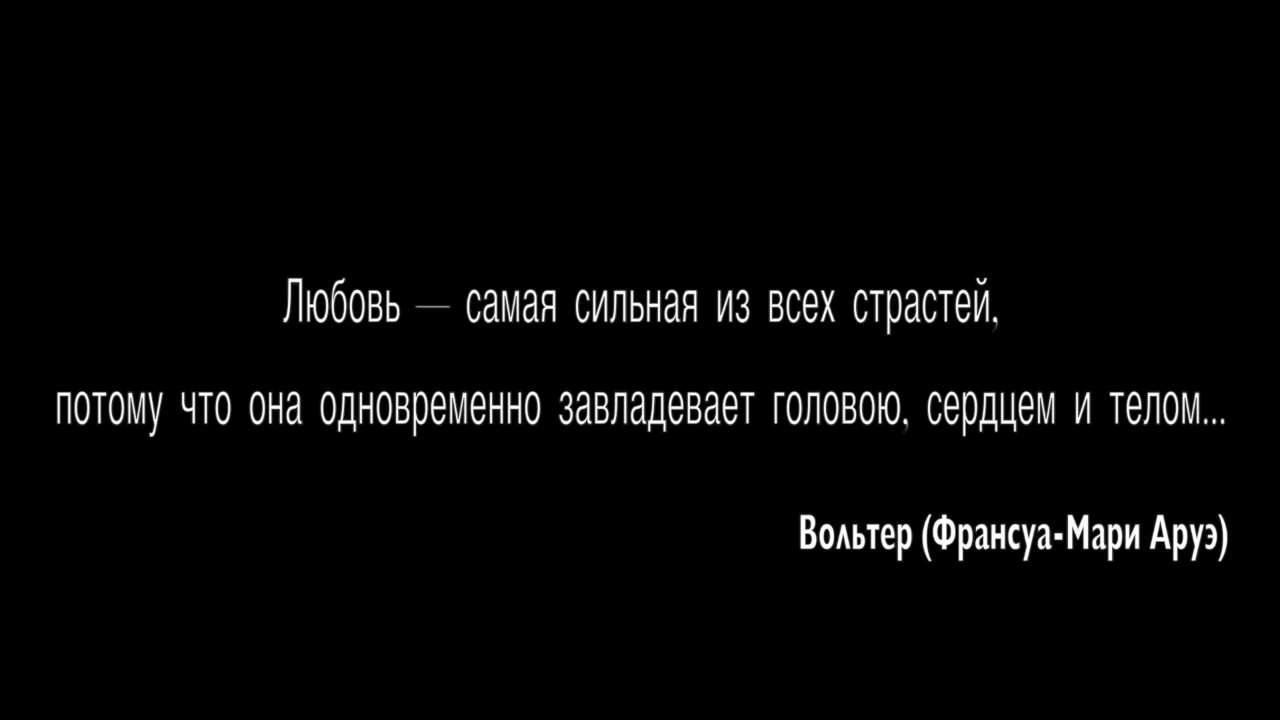 Любовь — самая сильная из всех страстей,
потому что она одновременно завладевает головою, сердцем и телом...
Вольтер (Франсуа-Мари Аруэ)